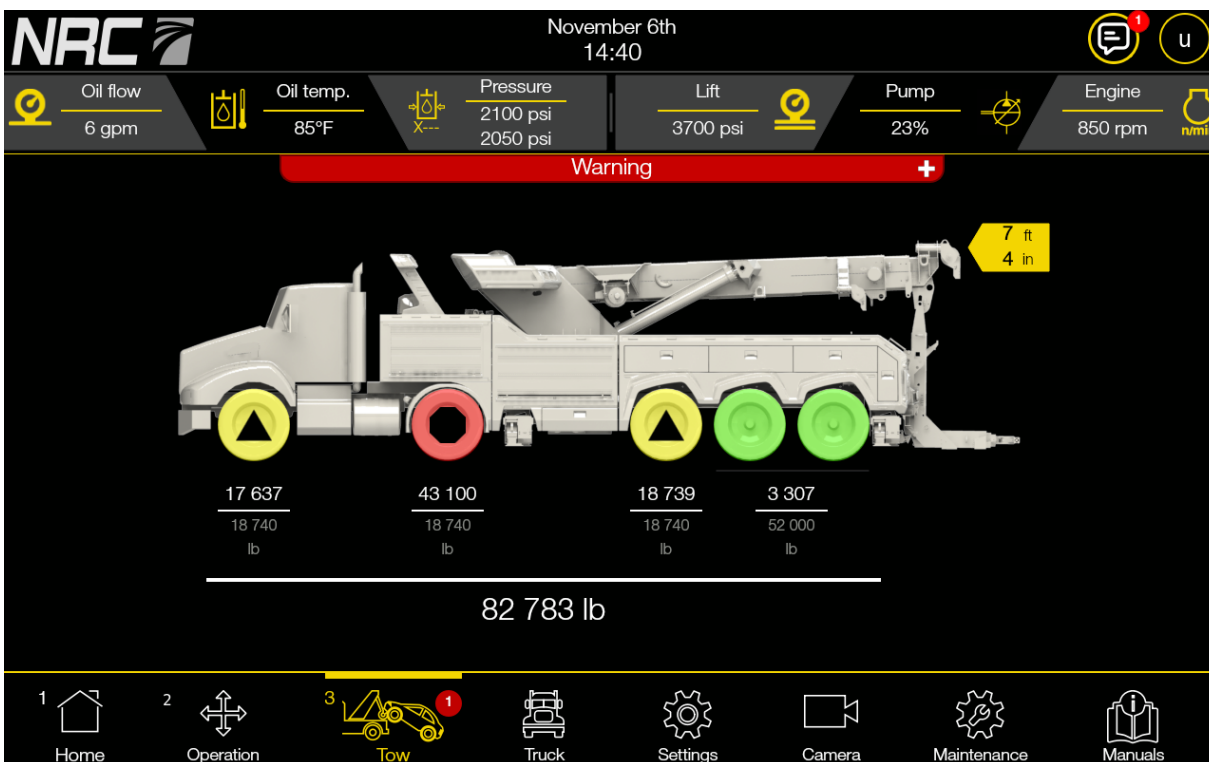 NRC
November 6th
14:40
1
u
Oil flow
6 gpm
Oil temp.
85°F
X---
Pressure
2100 psi
2050 psi
Lift
3700 psi
Pump
23%
Engine
850 rpm
n/mi
Warning
7 ft
4 in
17 637
18 740
lb
43 100
18 740
lb
18 739
18 740
lb
3 307
52 000
lb
82 783 lb
1
Home
2
Operation
3
1
Tow
Truck
Settings
Camera
Maintenance
Manuals